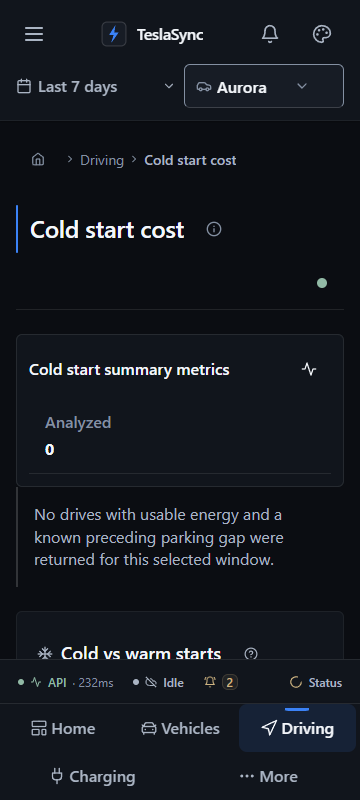 TeslaSync
Last 7 days
Aurora
Driving
Cold start cost
Cold start cost
Cold start summary metrics
Analyzed
0
No drives with usable energy and a
known preceding parking gap were
returned for this selected window.
Cold vs warm starts
API · 232ms
Idle
2
Status
Home
Vehicles
Driving
Charging
More